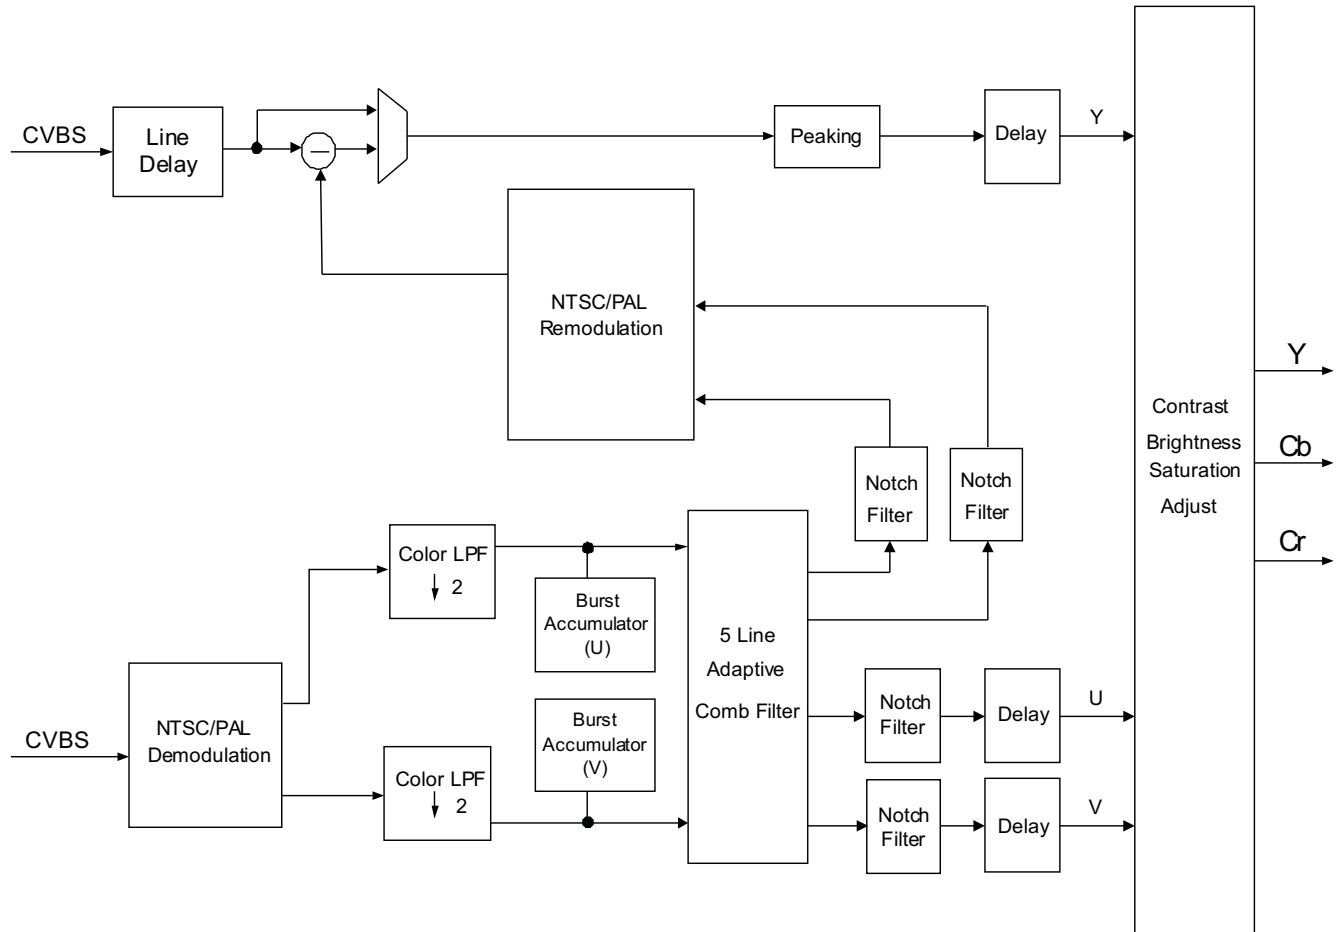 CVBS
Line
Delay
—
Peaking
Delay
Y
NTSC/PAL
Remodulation
Y
Contrast
Brightness
Saturation
Adjust
Cb
Cr
Notch
Filter
Notch
Filter
Color LPF
↓ 2
Burst
Accumulator
(U)
5 Line
Adaptive
Comb Filter
CVBS
NTSC/PAL
Demodulation
Burst
Accumulator
(V)
Color LPF
↓ 2
Notch
Filter
Delay
U
Notch
Filter
Delay
V